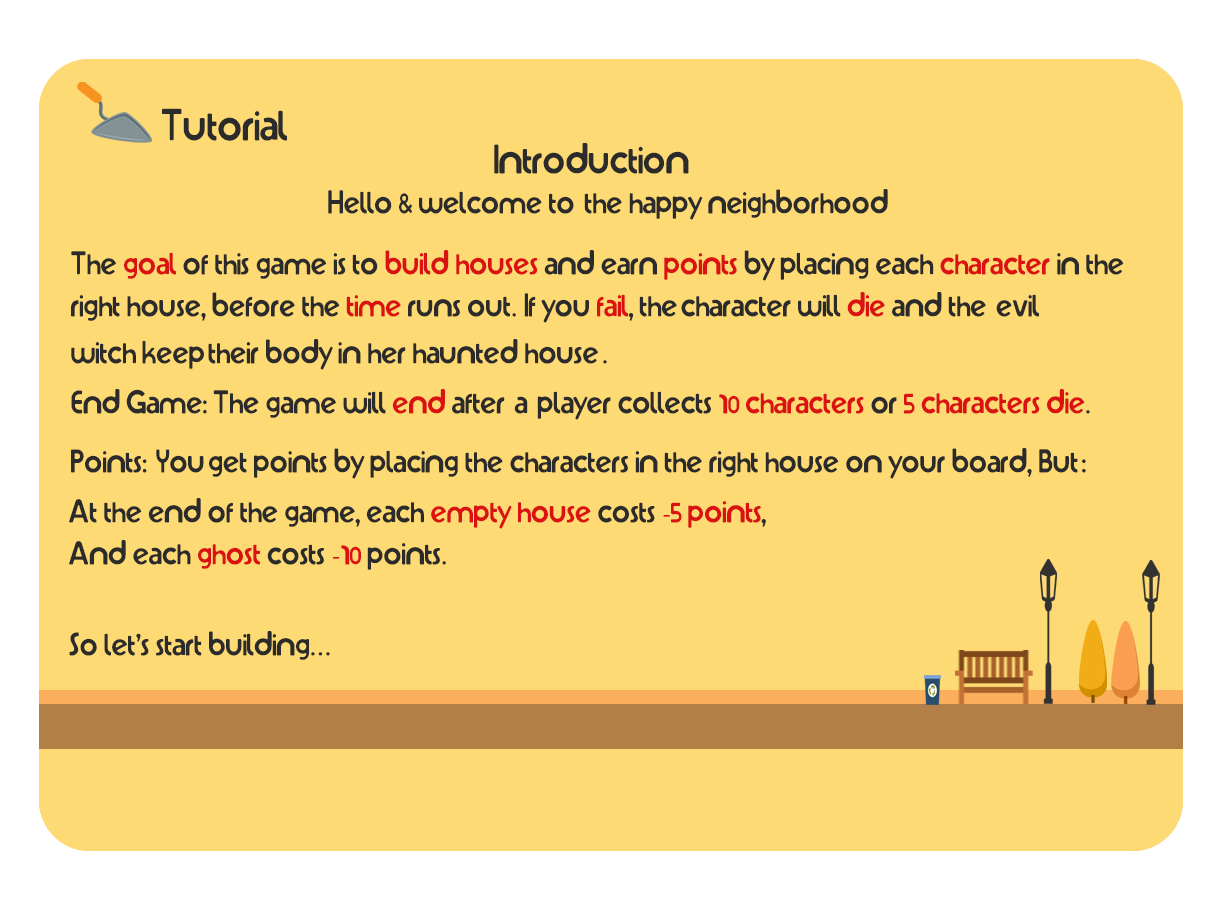 Tutorial
Introduction
Hello & welcome to the happy neighborhood
The goal of this game is to build houses and earn points by placing each character in the
right house, before the time runs out. If you fail, the character will die and the evil
witch keep their body in her haunted house.
End Game: The game will end after a player collects 10 characters or 5 characters die.
Points: You get points by placing the characters in the right house on your board, But:
At the end of the game, each empty house costs -5 points,
And each ghost costs -10 points.
So let's start building...